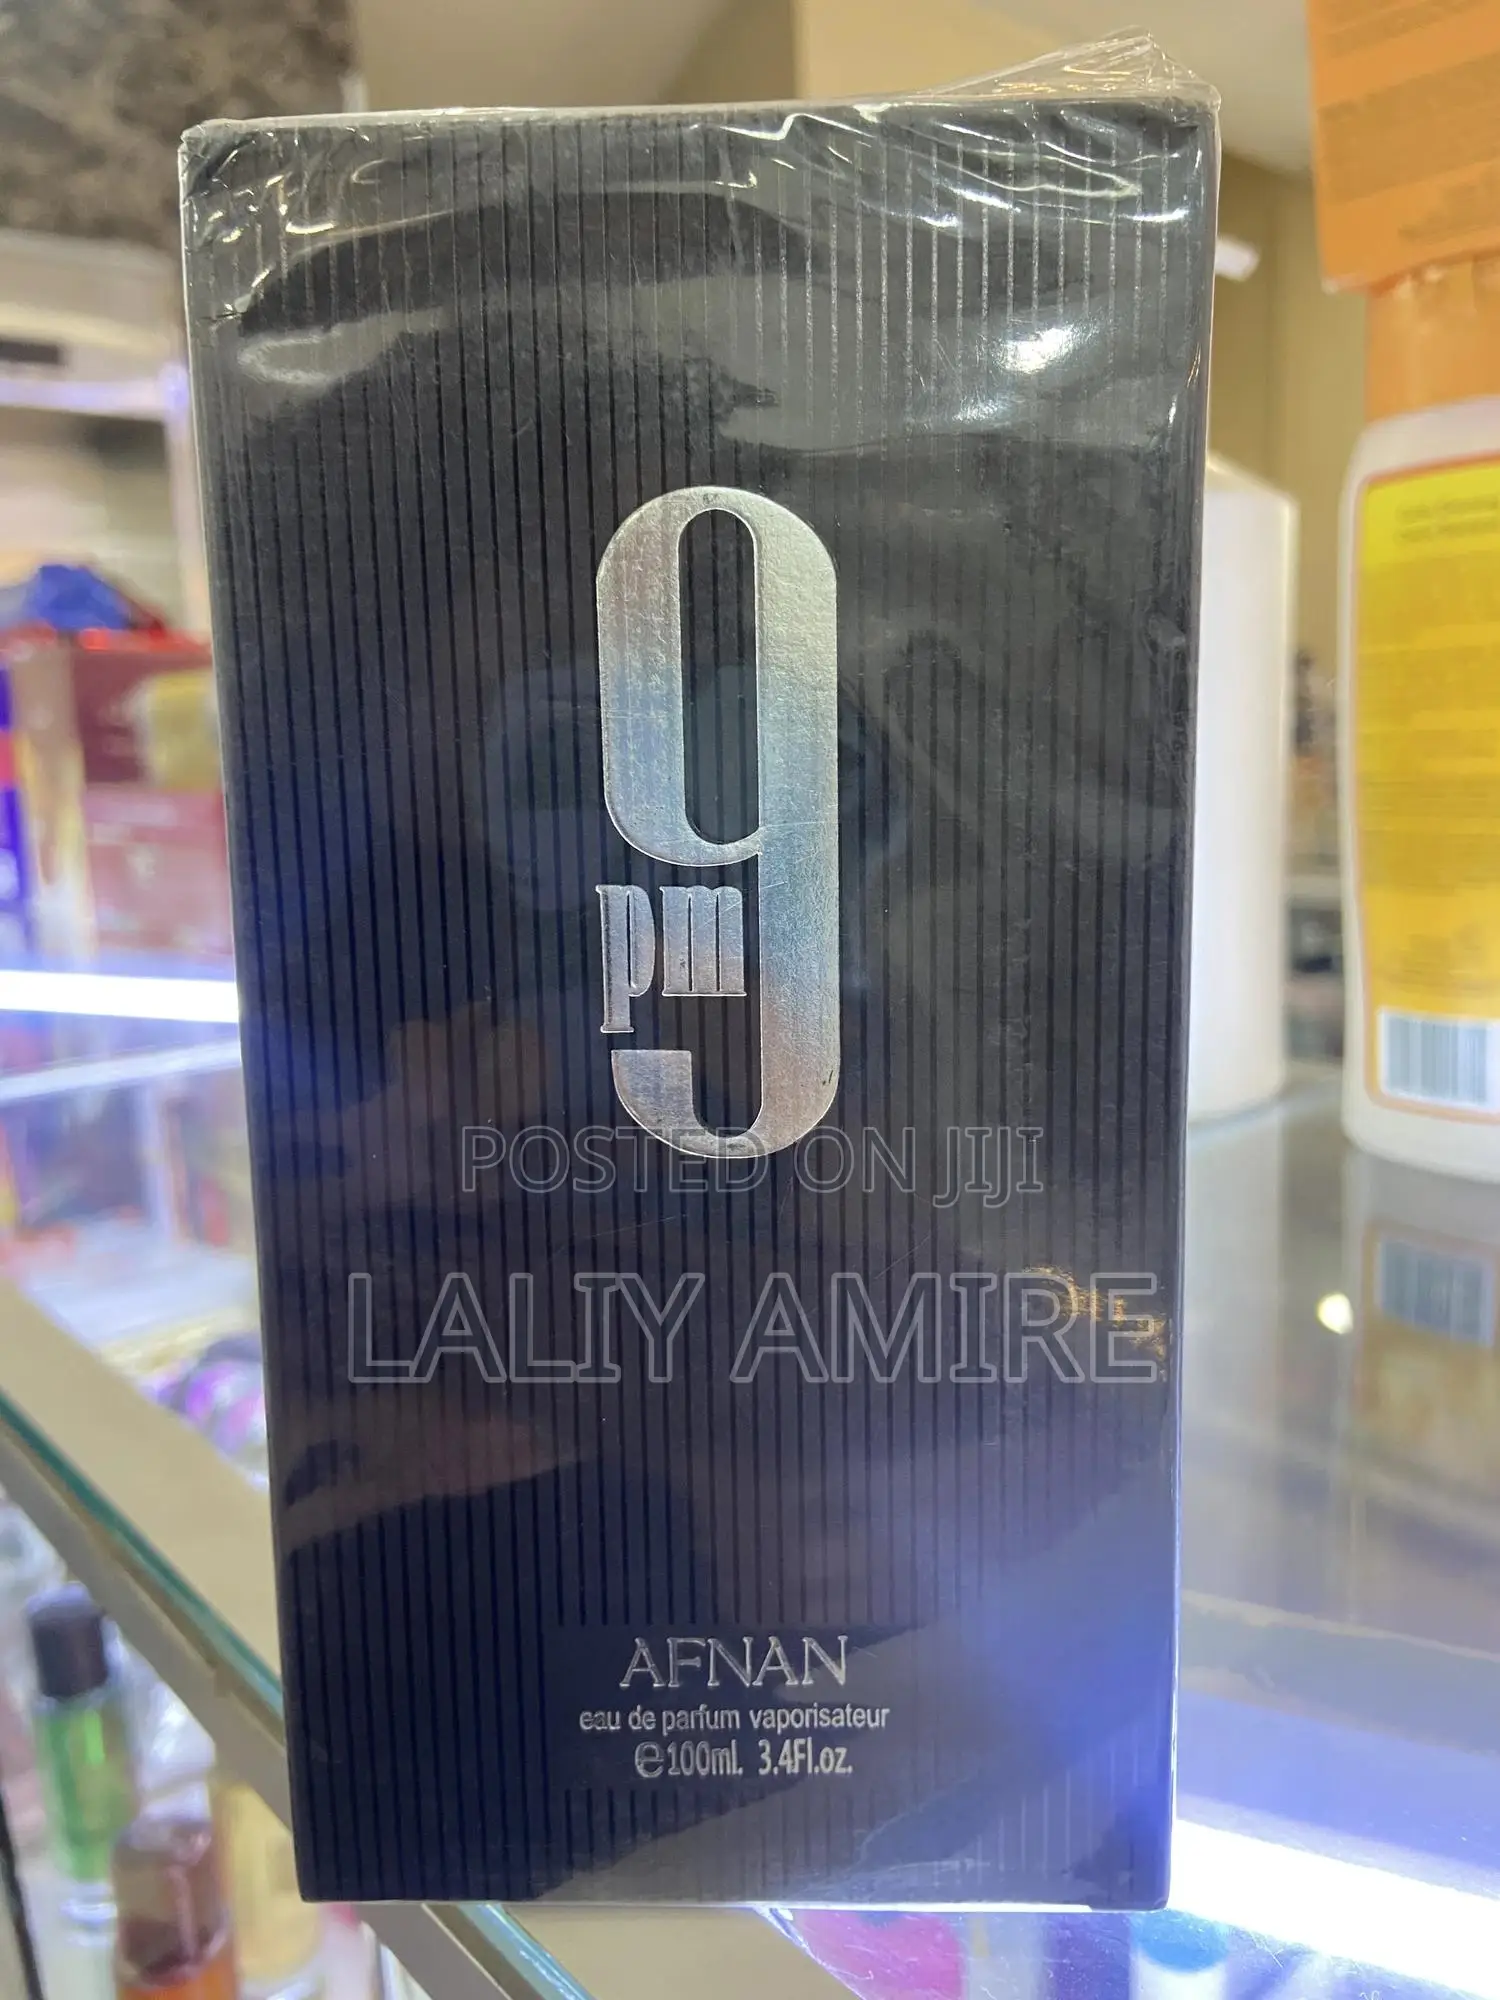 9
pm
POSTED ON JIJI
LALIY AMIRE
AFNAN
eau de parfum vaporisateur
℮100ml. 3.4Fl.oz.